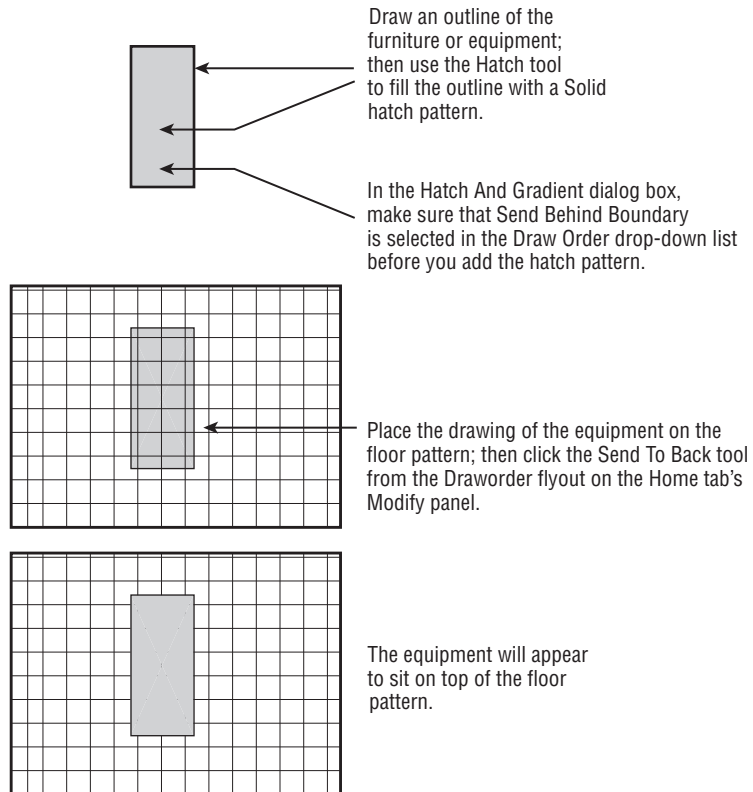 Draw an outline of the
furniture or equipment;
then use the Hatch tool
to fill the outline with a Solid
hatch pattern.
In the Hatch And Gradient dialog box,
make sure that Send Behind Boundary
is selected in the Draw Order drop-down list
before you add the hatch pattern.
Place the drawing of the equipment on the
floor pattern; then click the Send To Back tool
from the Draworder flyout on the Home tab's
Modify panel.
The equipment will appear
to sit on top of the floor
pattern.